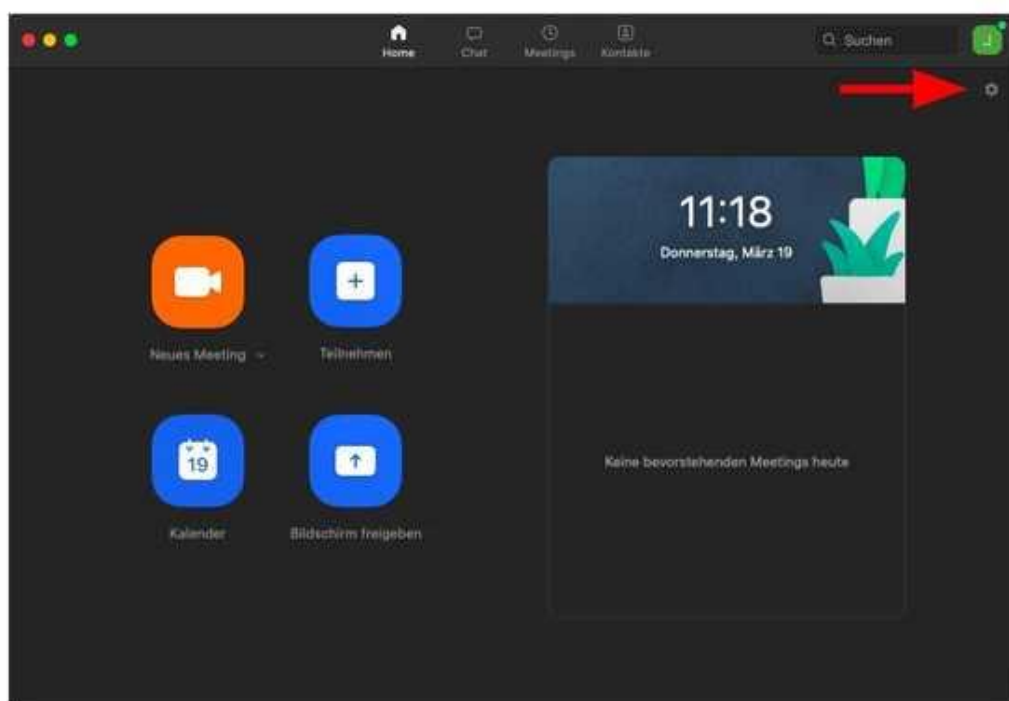 Home
Chat
Meetings
Kontakte
Suchen
J
11:18
Donnerstag, März 19
Neues Meeting
Teilnehmen
19
Kalender
Bildschirm freigeben
Keine bevorstehenden Meetings heute